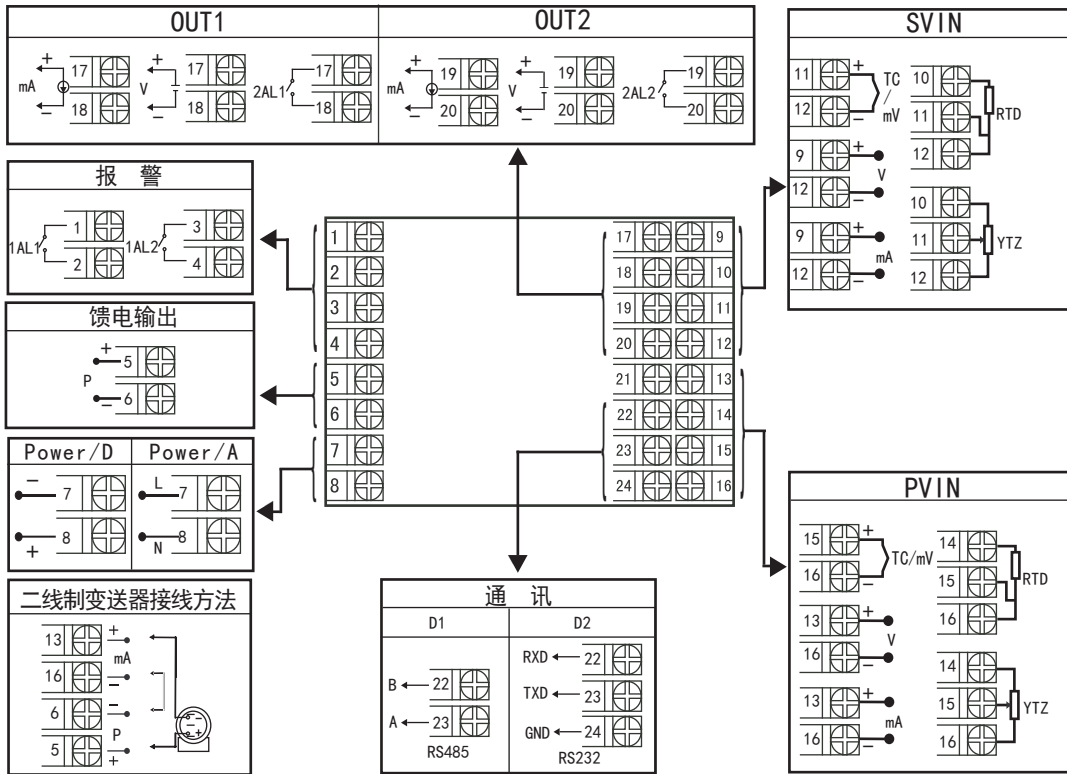 OUT1
OUT2
+ mA − 17 18
+ V − 17 18
2AL1 17 18
+ mA − 19 20
+ V − 19 20
2AL2 19 20
SVIN
11 + TC/mV 12 −
10 11 12 RTD
9 + V 12 −
9 + mA 12 −
10 11 12 YTZ
报 警
1AL1 1 2
1AL2 3 4
馈电输出
+ 5
P
− 6
Power/D Power/A
− 7 L 7
+ 8 N 8
二线制变送器接线方法
13 +
mA
16 −
6 −
P
5 +
− − +
1 17 9
2 18 10
3 19 11
4 20 12
5 21 13
6 22 14
7 23 15
8 24 16
通 讯
D1 D2
B 22
A 23
RS485
RXD 22
TXD 23
GND 24
RS232
PVIN
15 + TC/mV 16 −
14 15 16 RTD
13 + V 16 −
13 + mA 16 −
14 15 16 YTZ